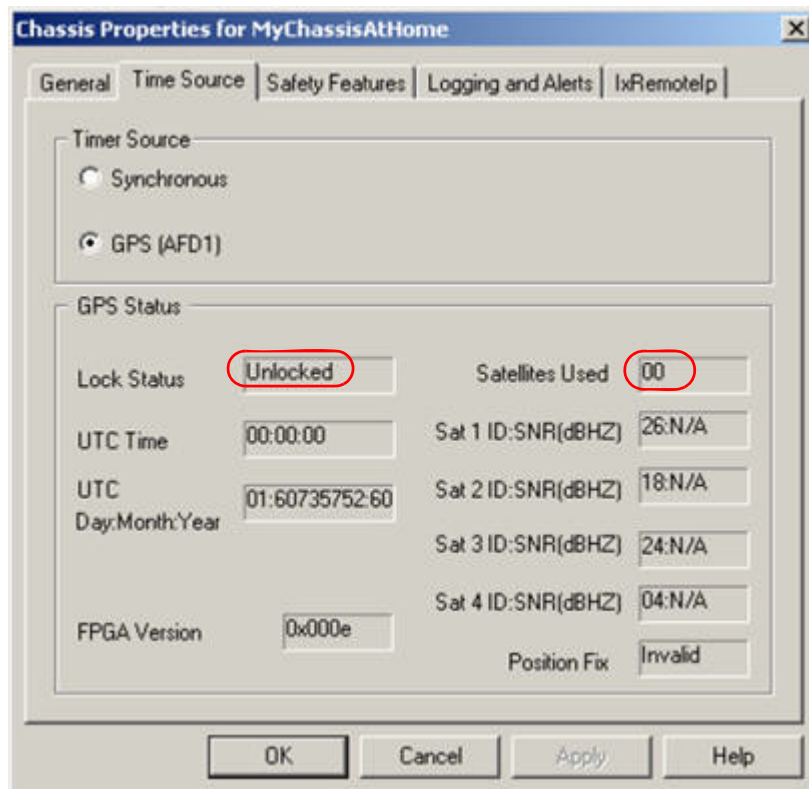 Chassis Properties for MyChassisAtHome
General Time Source Safety Features Logging and Alerts IxRemoteIp
Timer Source
Synchronous
GPS (AFD1)
GPS Status
Lock Status Unlocked Satellites Used 00
UTC Time 00:00:00 Sat 1 ID:SNR(dBHZ) 26:N/A
UTC
Day:Month:Year 01:60735752:60 Sat 2 ID:SNR(dBHZ) 18:N/A
Sat 3 ID:SNR(dBHZ) 24:N/A
Sat 4 ID:SNR(dBHZ) 04:N/A
FPGA Version 0x000e
Position Fix Invalid
OK Cancel Apply Help